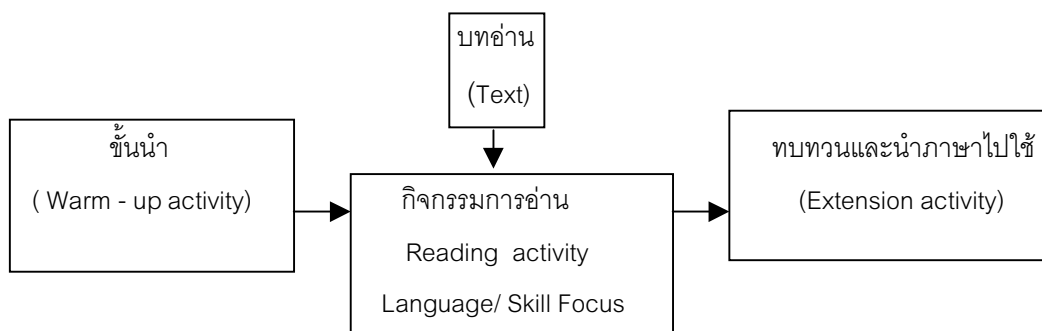 บทอ่าน
(Text)
ขั้นนำ
( Warm - up activity)
กิจกรรมการอ่าน
Reading activity
Language/ Skill Focus
ทบทวนและนำภาษาไปใช้
(Extension activity)